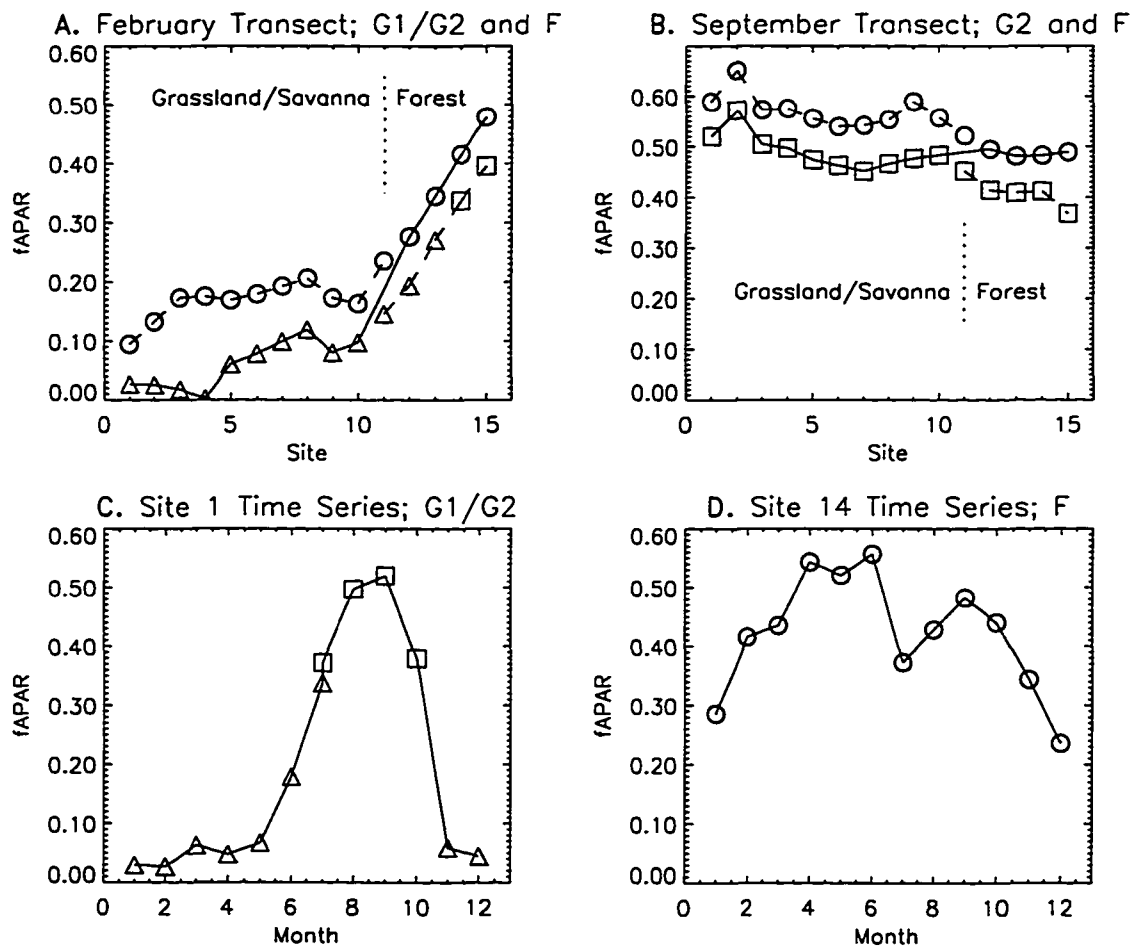 A. February Transect; G1/G2 and F
0.60
0.50
0.40
0.30
0.20
0.10
0.00
fAPAR
Grassland/Savanna
Forest
0 5 10 15
Site
B. September Transect; G2 and F
0.60
0.50
0.40
0.30
0.20
0.10
0.00
fAPAR
Grassland/Savanna
Forest
0 5 10 15
Site
C. Site 1 Time Series; G1/G2
0.60
0.50
0.40
0.30
0.20
0.10
0.00
fAPAR
0 2 4 6 8 10 12
Month
D. Site 14 Time Series; F
0.60
0.50
0.40
0.30
0.20
0.10
0.00
fAPAR
0 2 4 6 8 10 12
Month